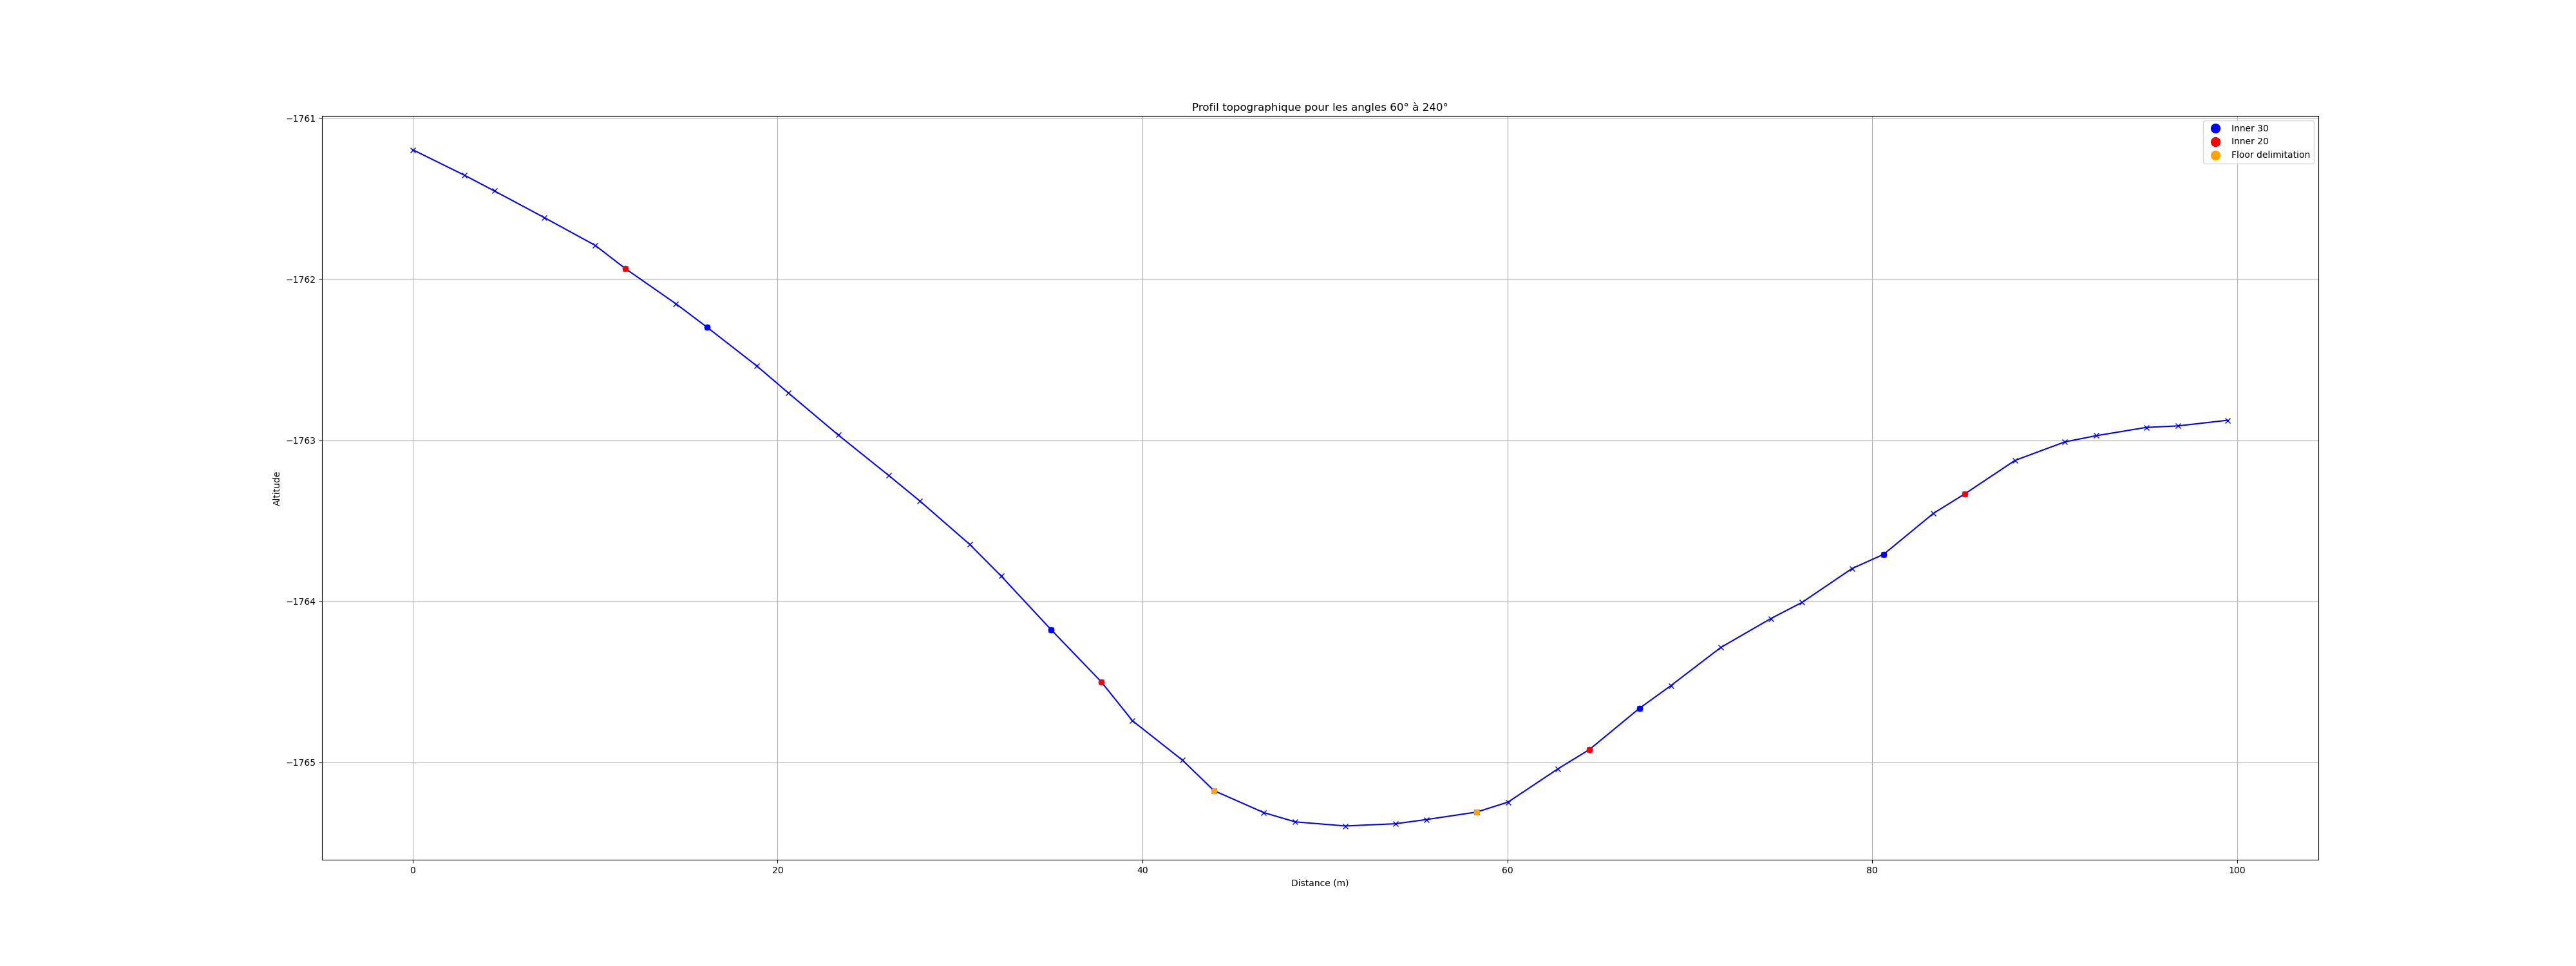 Profil topographique pour les angles 60° à 240°
Inner 30
Inner 20
Floor delimitation
−1761
−1762
−1763
−1764
−1765
Altitude
0 20 40 60 80 100
Distance (m)